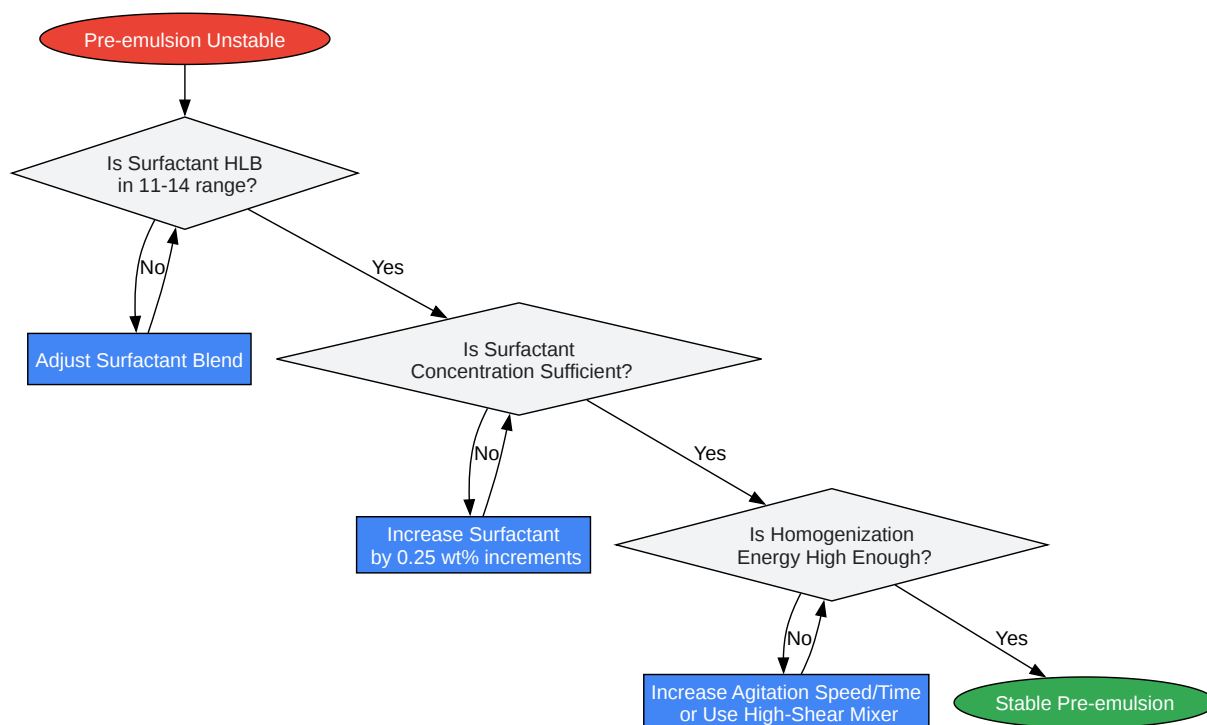 Pre-emulsion Unstable
Is Surfactant HLB
in 11-14 range?
No
Yes
Adjust Surfactant Blend
Is Surfactant
Concentration Sufficient?
No
Yes
Increase Surfactant
by 0.25 wt% increments
Is Homogenization
Energy High Enough?
No
Yes
Increase Agitation Speed/Time
or Use High-Shear Mixer
Stable Pre-emulsion